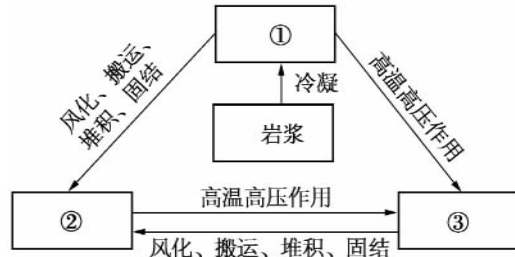 ①
冷凝
岩浆
风化、搬运、
堆积、固结
高温高压作用
②
高温高压作用
③
风化、搬运、堆积、固结